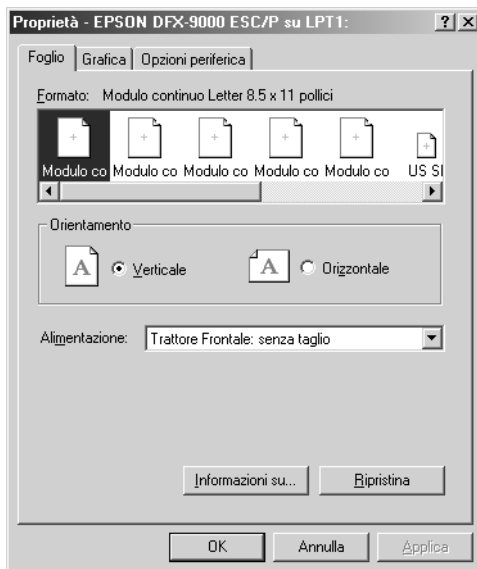 Proprietà - EPSON DFX-9000 ESC/P su LPT1:
Foglio Grafica Opzioni periferica
Formato: Modulo continuo Letter 8.5 x 11 pollici
Modulo co Modulo co Modulo co Modulo co Modulo co US SI
Orientamento
A Verticale A Orizzontale
Alimentazione: Trattore Frontale: senza taglio
Informazioni su... Ripristina
OK Annulla Applica